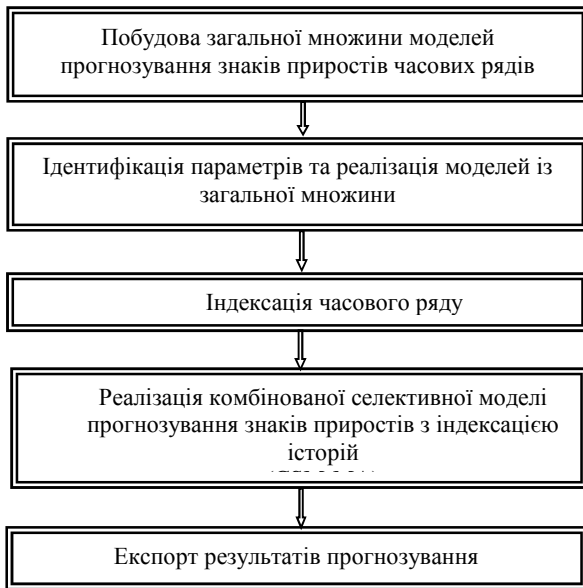 Побудова загальної множини моделей
прогнозування знаків приростів часових рядів
Ідентифікація параметрів та реалізація моделей із
загальної множини
Індексація часового ряду
Реалізація комбінованої селективної моделі
прогнозування знаків приростів з індексацією
історій
Експорт результатів прогнозування